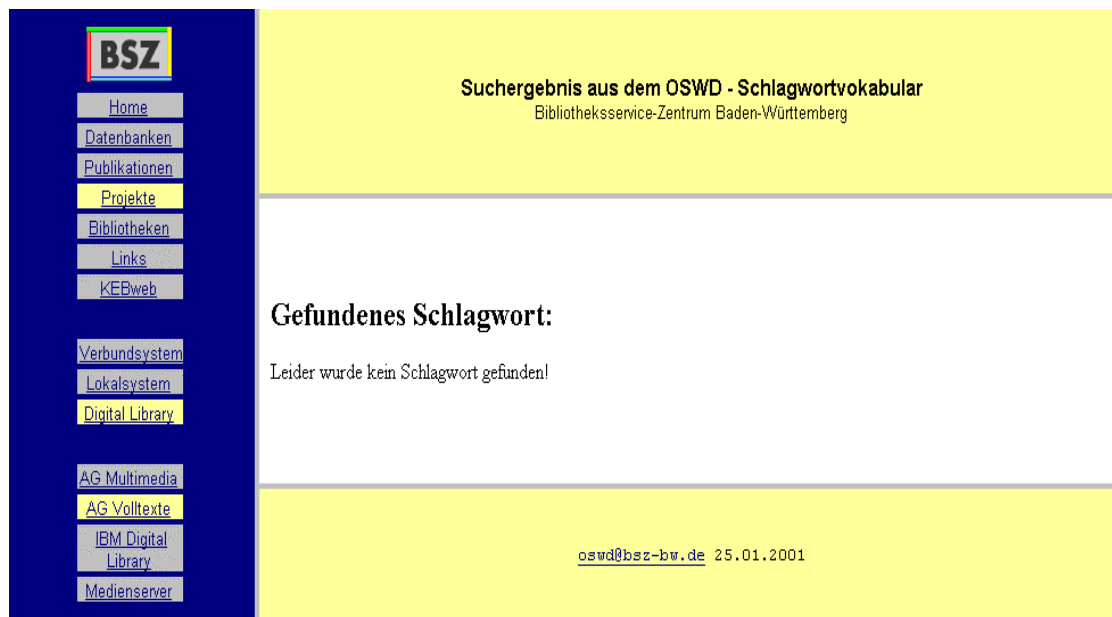 BSZ
Home
Datenbanken
Publikationen
Projekte
Bibliotheken
Links
KEBweb
Verbundsystem
Lokalsystem
Digital Library
AG Multimedia
AG Volltexte
IBM Digital
Library
Medienserver
Suchergebnis aus dem OSWD - Schlagwortvokabular
Bibliotheksservice-Zentrum Baden-Württemberg
Gefundenes Schlagwort:
Leider wurde kein Schlagwort gefunden!
oswd@bsz-bw.de 25.01.2001